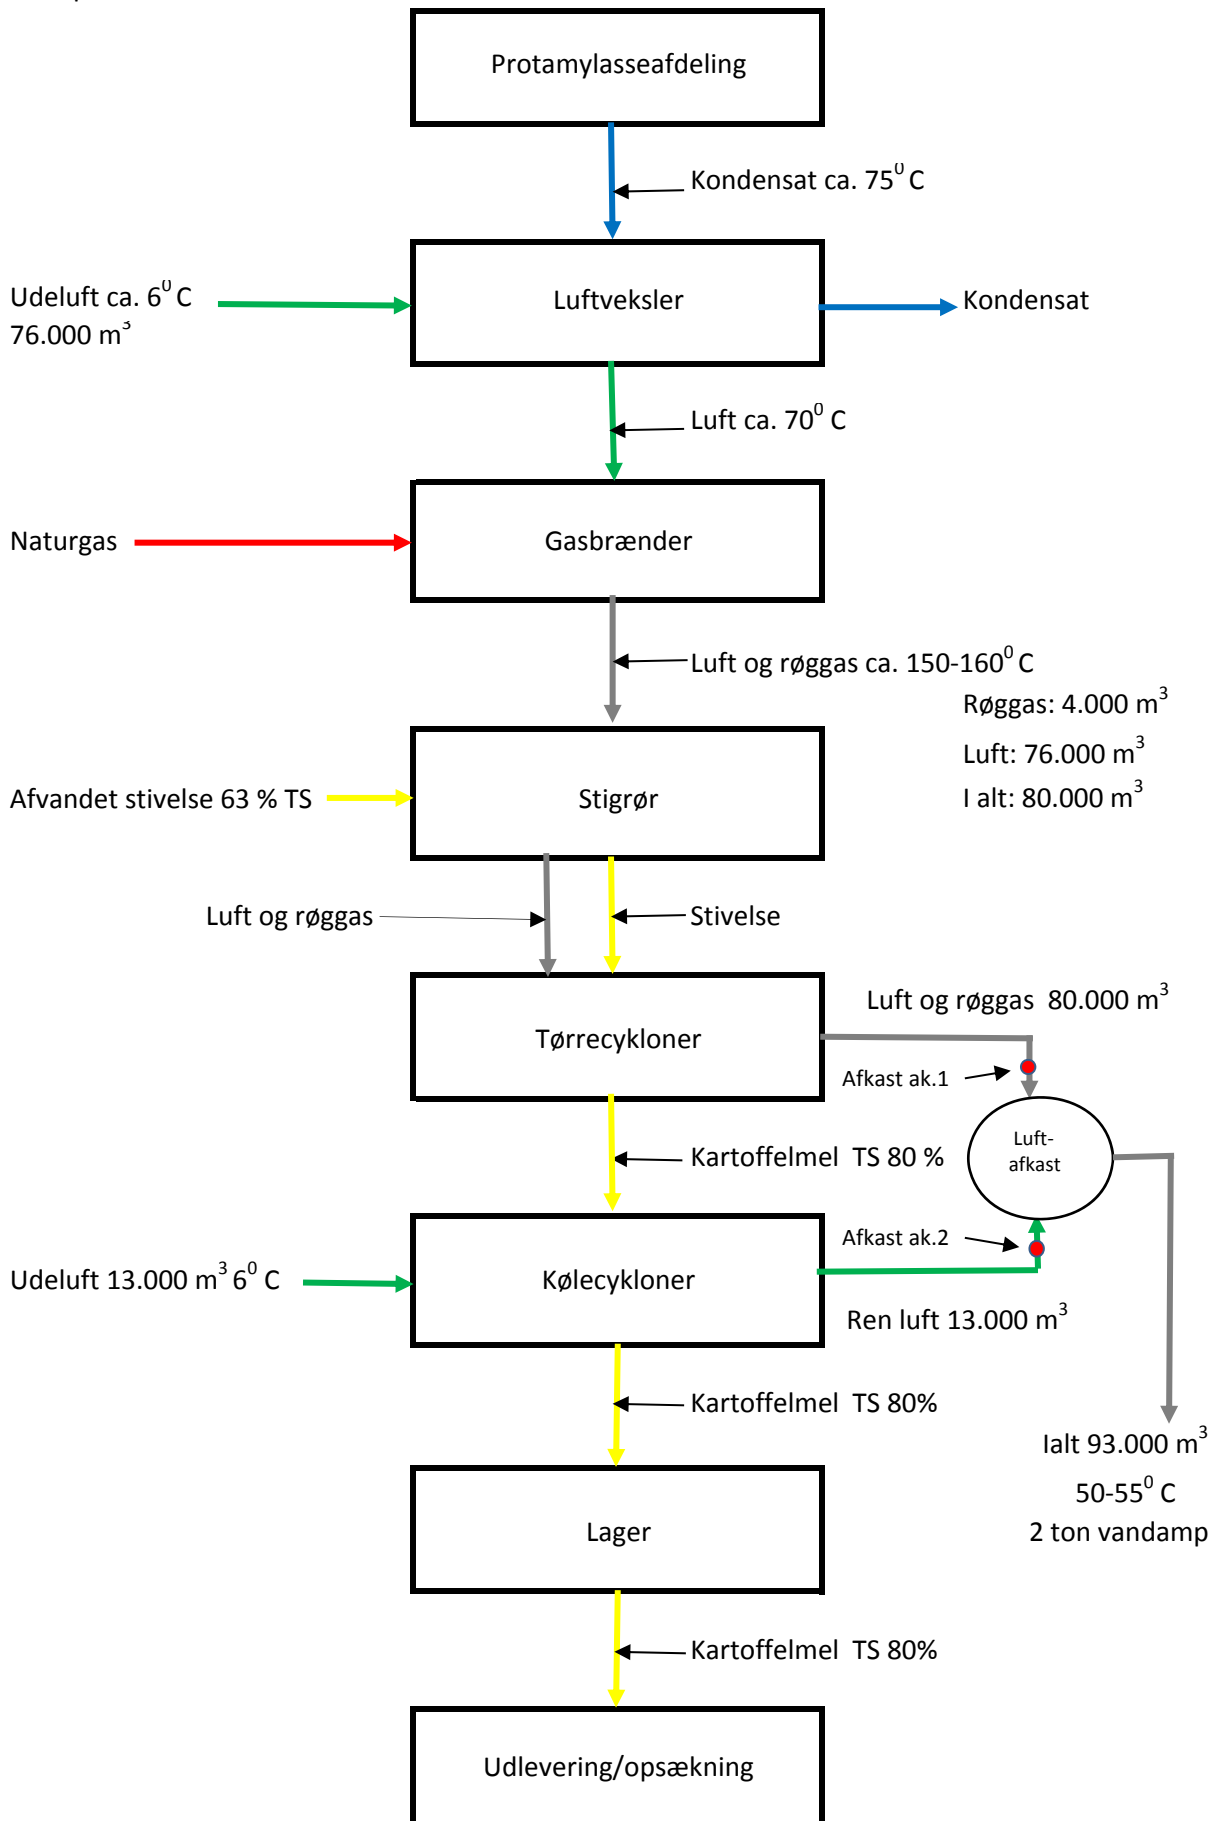 Protamylasseafdeling
Kondensat ca. 75⁰ C
Udeluft ca. 6⁰ C
76.000 m³
Luftveksler
Kondensat
Luft ca. 70⁰ C
Naturgas
Gasbrænder
Luft og røggas ca. 150-160⁰ C
Røggas: 4.000 m³
Luft: 76.000 m³
I alt: 80.000 m³
Afvandet stivelse 63 % TS
Stigrør
Luft og røggas
Stivelse
Luft og røggas 80.000 m³
Tørrecykloner
Afkast ak.1
Luft-
afkast
Kartoffelmel TS 80 %
Afkast ak.2
Udeluft 13.000 m³ 6⁰ C
Kølecykloner
Ren luft 13.000 m³
Kartoffelmel TS 80%
Ialt 93.000 m³
50-55⁰ C
2 ton vandamp
Lager
Kartoffelmel TS 80%
Udlevering/opsækning